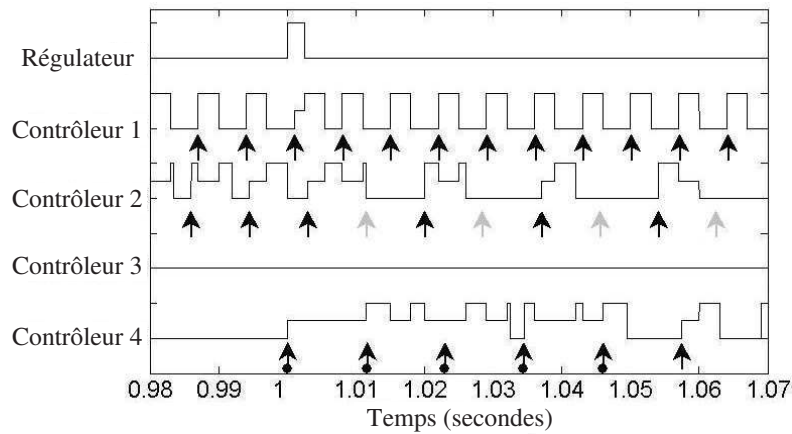 Régulateur
Contrôleur 1
Contrôleur 2
Contrôleur 3
Contrôleur 4
0.98 0.99 1 1.01 1.02 1.03 1.04 1.05 1.06 1.07
Temps (secondes)